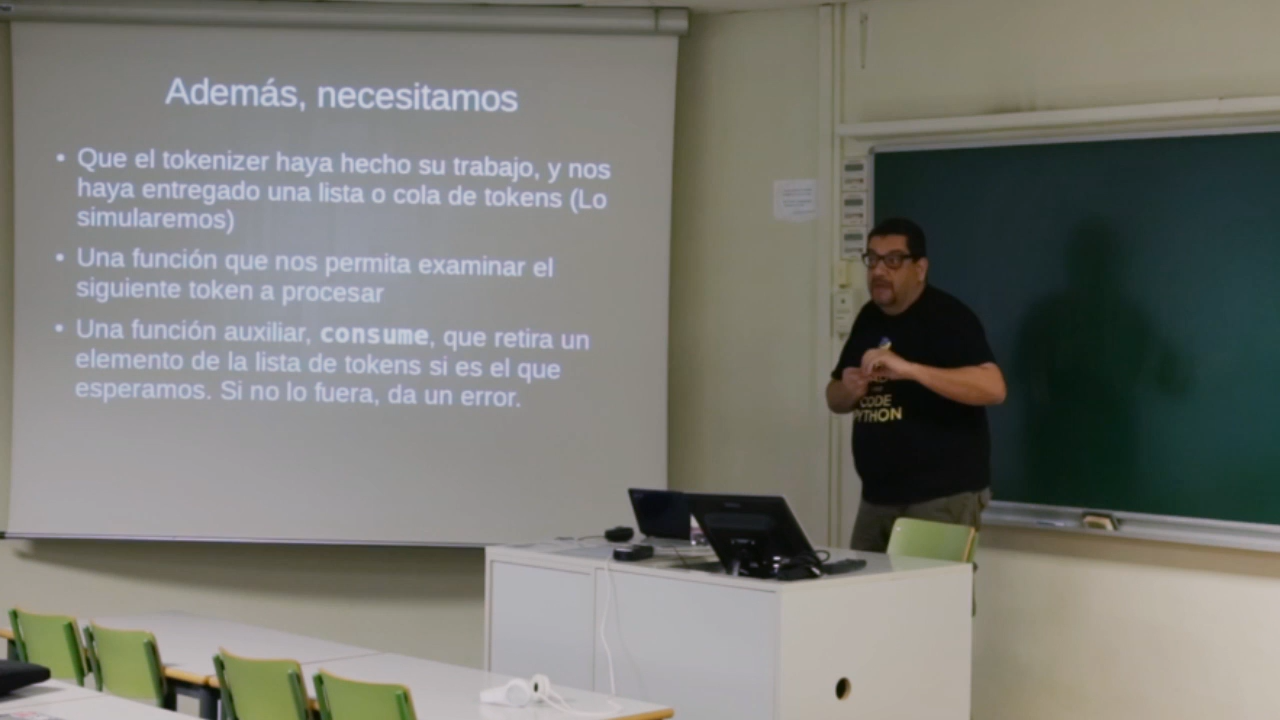 Además, necesitamos
• Que el tokenizer haya hecho su trabajo, y nos
haya entregado una lista o cola de tokens (Lo
simularemos)
• Una función que nos permita examinar el
siguiente token a procesar
• Una función auxiliar, consume, que retira un
elemento de la lista de tokens si es el que
esperamos. Si no lo fuera, da un error.
CODE
PYTHON